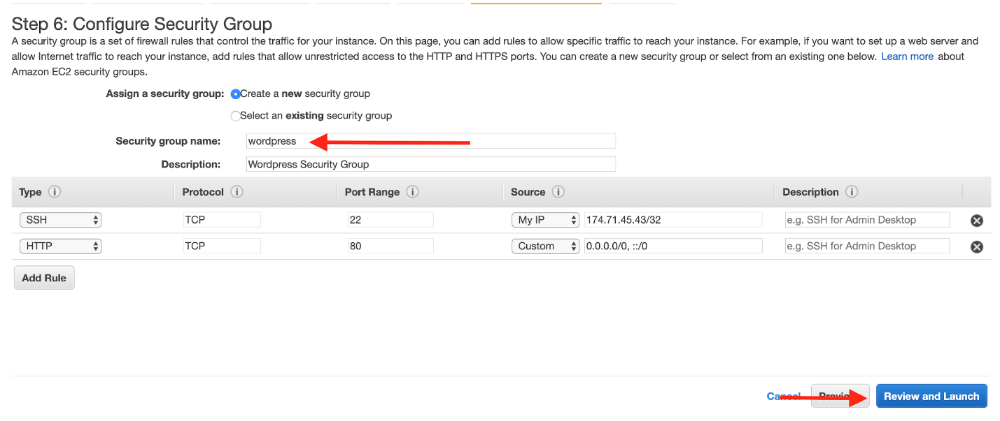 Step 6: Configure Security Group
A security group is a set of firewall rules that control the traffic for your instance. On this page, you can add rules to allow specific traffic to reach your instance. For example, if you want to set up a web server and
allow Internet traffic to reach your instance, add rules that allow unrestricted access to the HTTP and HTTPS ports. You can create a new security group or select from an existing one below. Learn more about
Amazon EC2 security groups.
Assign a security group: Create a new security group
Select an existing security group
Security group name: wordpress
Description: Wordpress Security Group
Type Protocol Port Range Source Description
SSH TCP 22 My IP 174.71.45.43/32 e.g. SSH for Admin Desktop
HTTP TCP 80 Custom 0.0.0.0/0, ::/0 e.g. SSH for Admin Desktop
Add Rule
Cancel Previous Review and Launch